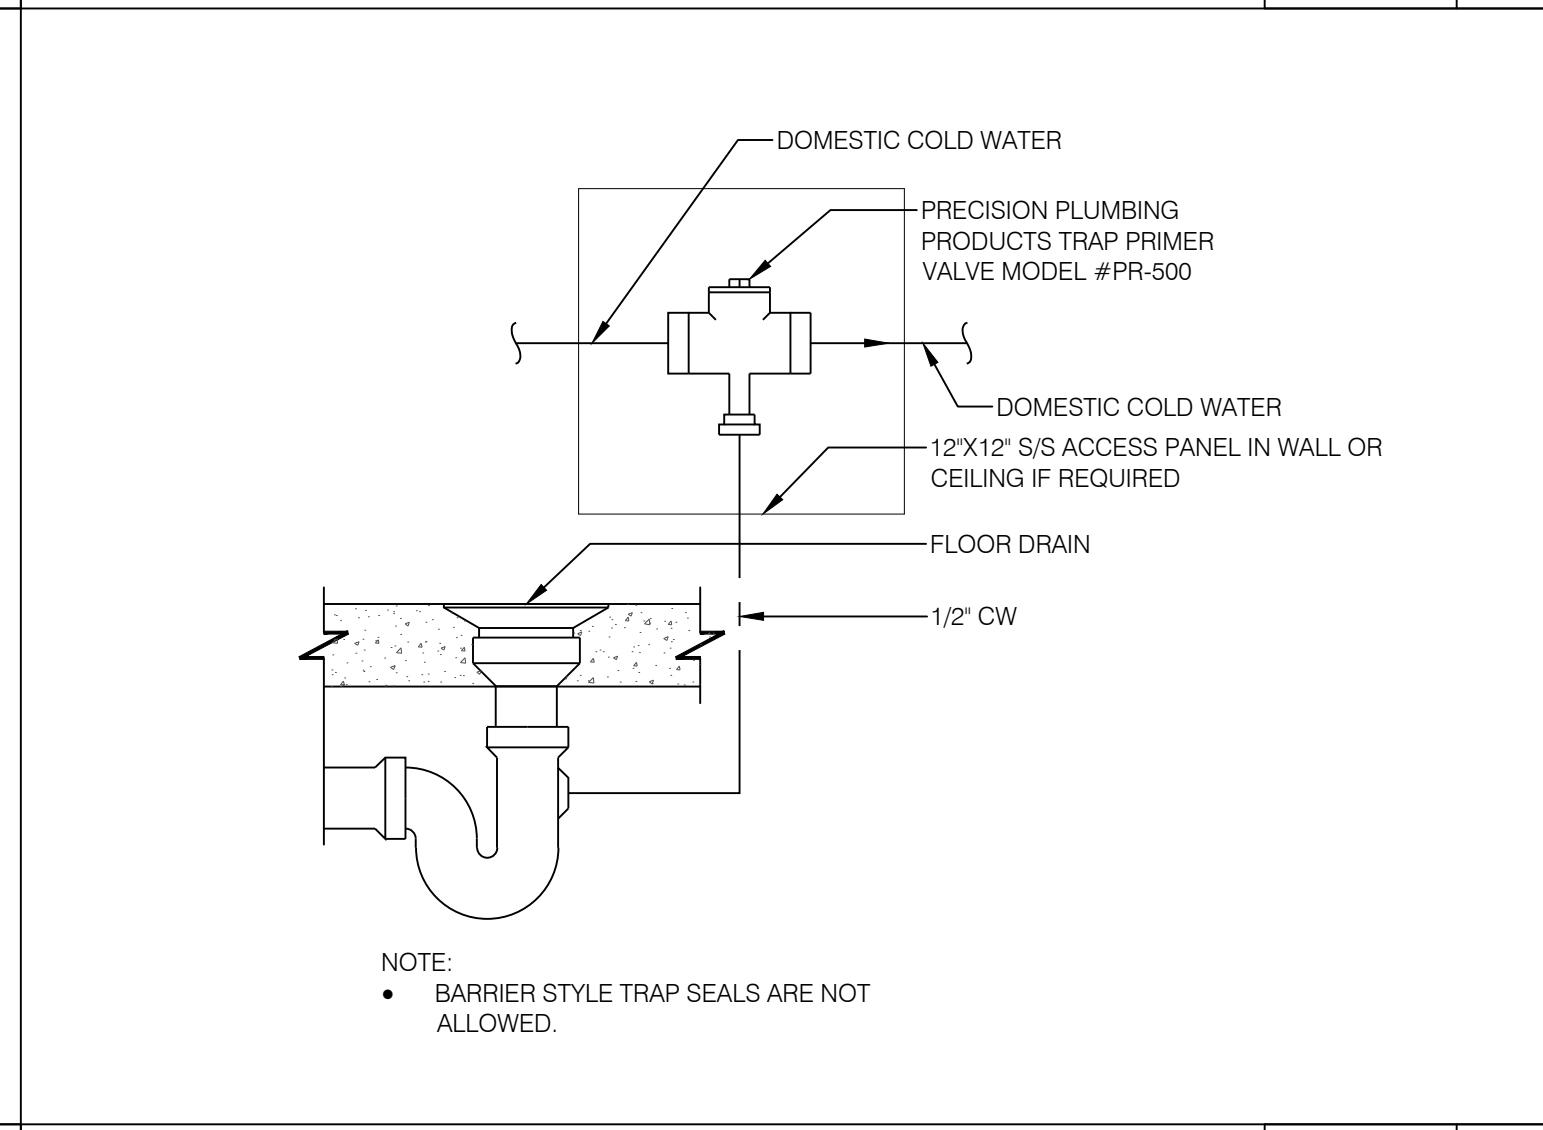 DOMESTIC COLD WATER
PRECISION PLUMBING
PRODUCTS TRAP PRIMER
VALVE MODEL #PR-500
DOMESTIC COLD WATER
12"X12" S/S ACCESS PANEL IN WALL OR
CEILING IF REQUIRED
FLOOR DRAIN
1/2" CW
NOTE:
• BARRIER STYLE TRAP SEALS ARE NOT
ALLOWED.